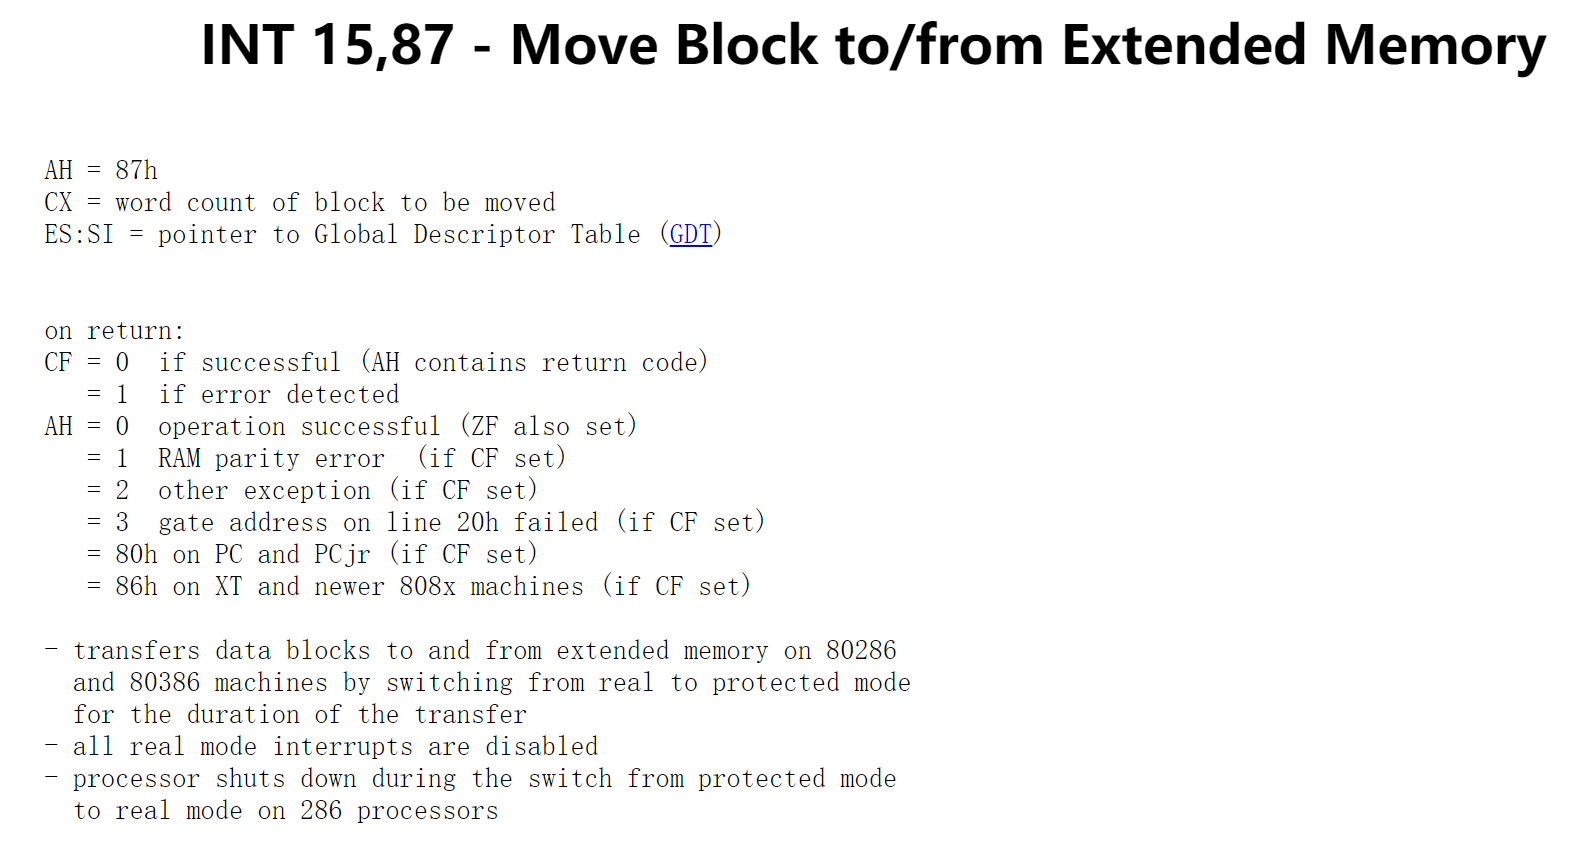 INT 15,87 - Move Block to/from Extended Memory
AH = 87h
CX = word count of block to be moved
ES:SI = pointer to Global Descriptor Table (GDT)
on return:
CF = 0  if successful (AH contains return code)
   = 1  if error detected
AH = 0  operation successful (ZF also set)
   = 1  RAM parity error  (if CF set)
   = 2  other exception (if CF set)
   = 3  gate address on line 20h failed (if CF set)
   = 80h on PC and PCjr (if CF set)
   = 86h on XT and newer 808x machines (if CF set)
- transfers data blocks to and from extended memory on 80286
  and 80386 machines by switching from real to protected mode
  for the duration of the transfer
- all real mode interrupts are disabled
- processor shuts down during the switch from protected mode
  to real mode on 286 processors